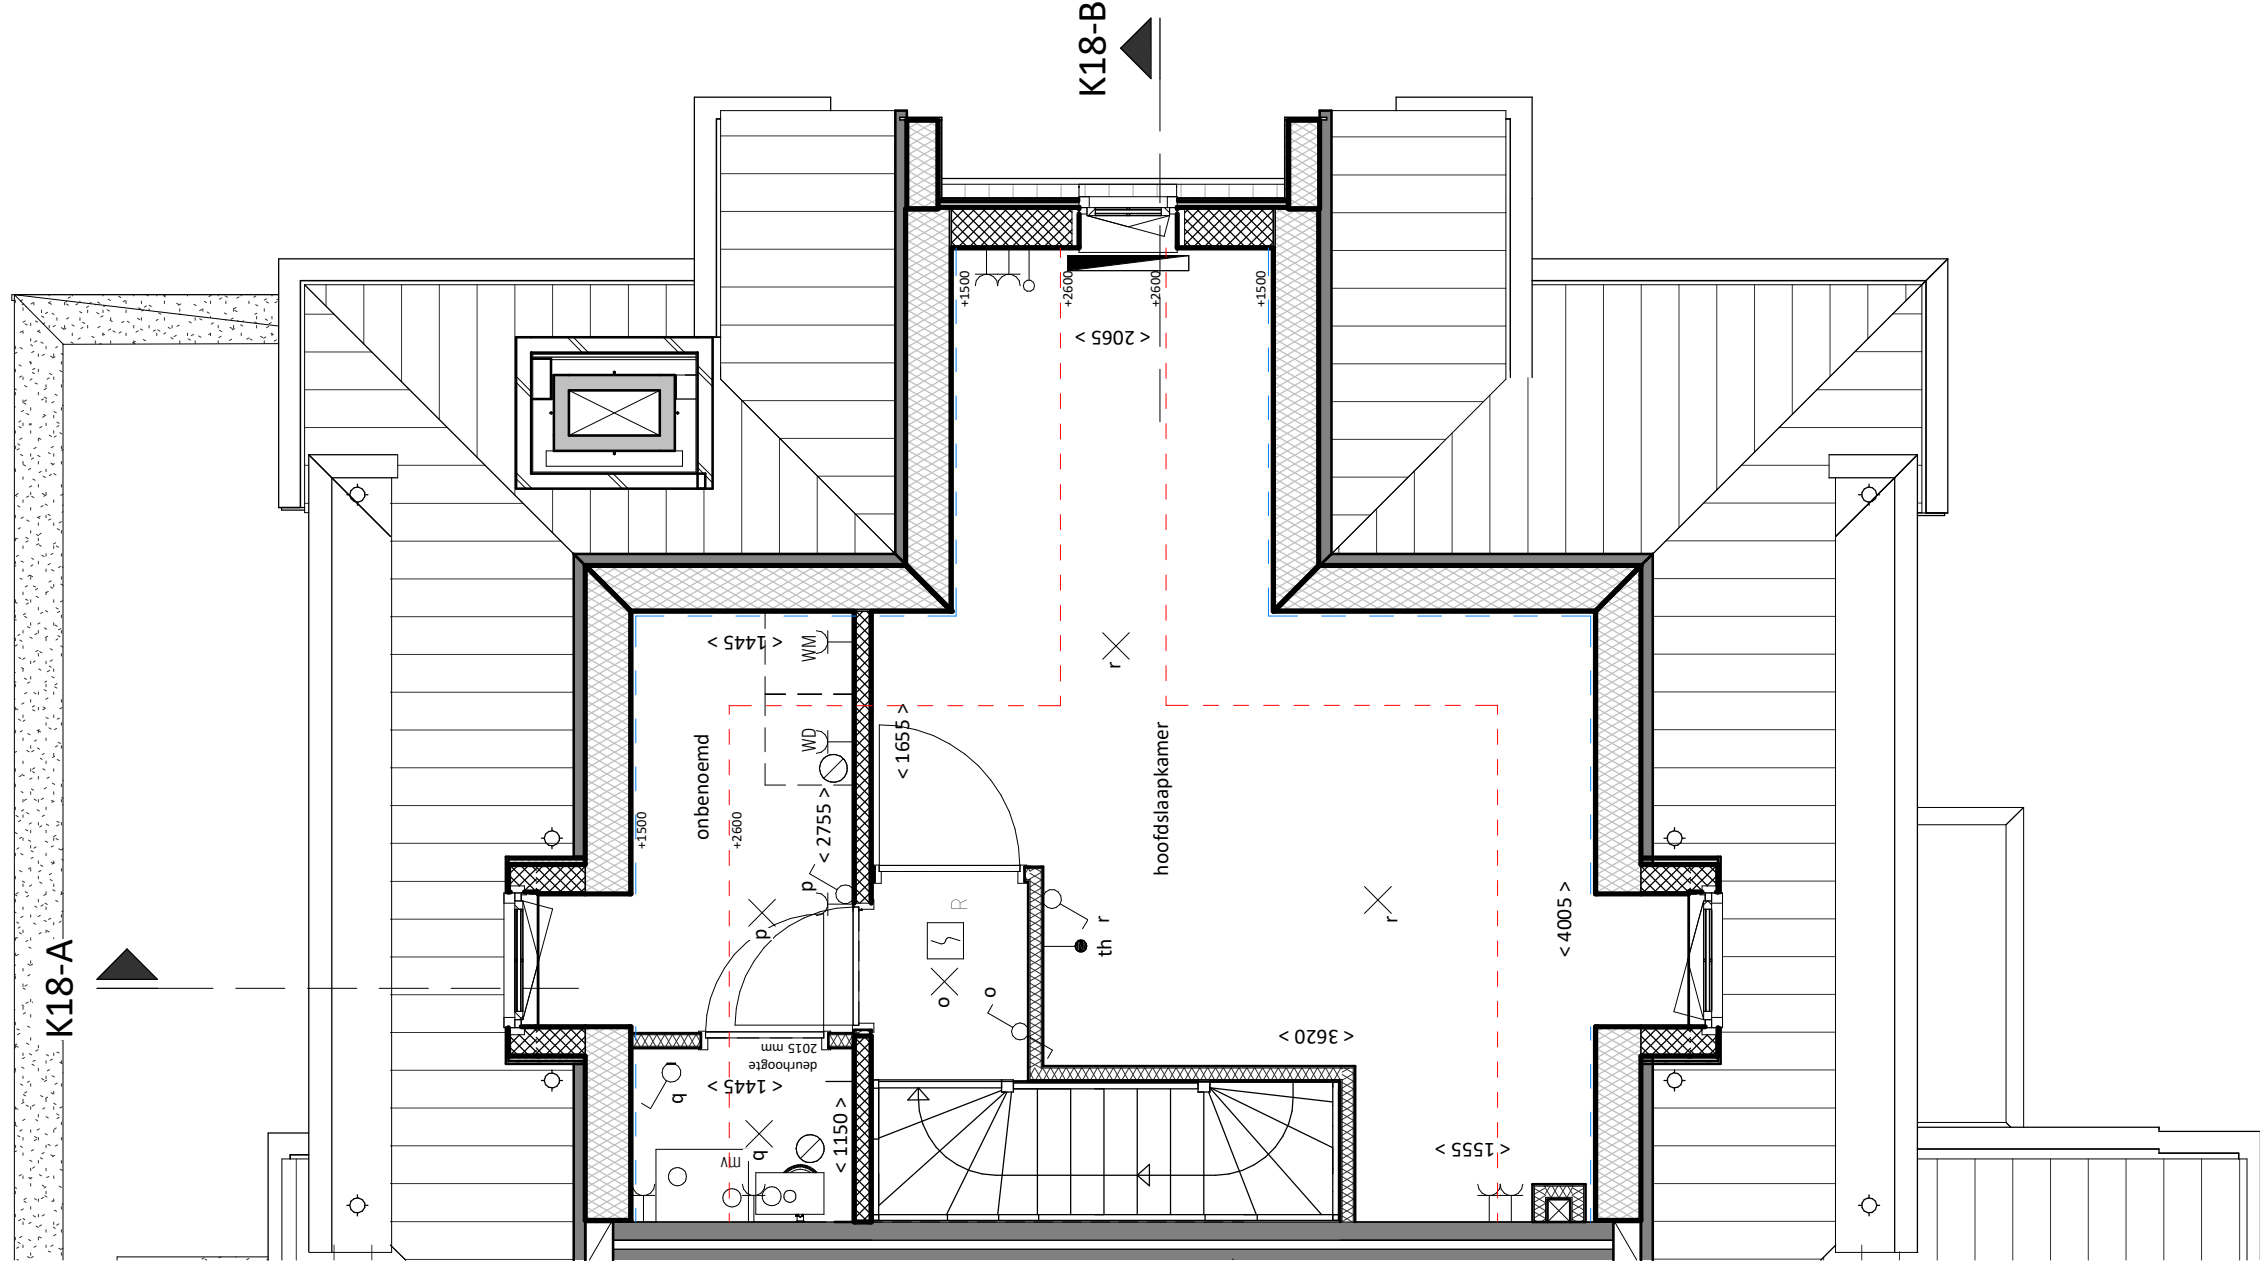 K18-B
+1500
+2600
+2600
+1500
< 2065 >
< 1445 >
WM
r
WD
< 1655 >
onbenoemd
hoofdslaapkamer
+1500
+2600
< 2755 >
p
p
R
r
r
th
< 4005 >
K18-A
o
o
< 3620 >
deurhoogte
2015 mm
< 1445 >
q
< 1150 >
q
mv
< 1555 >